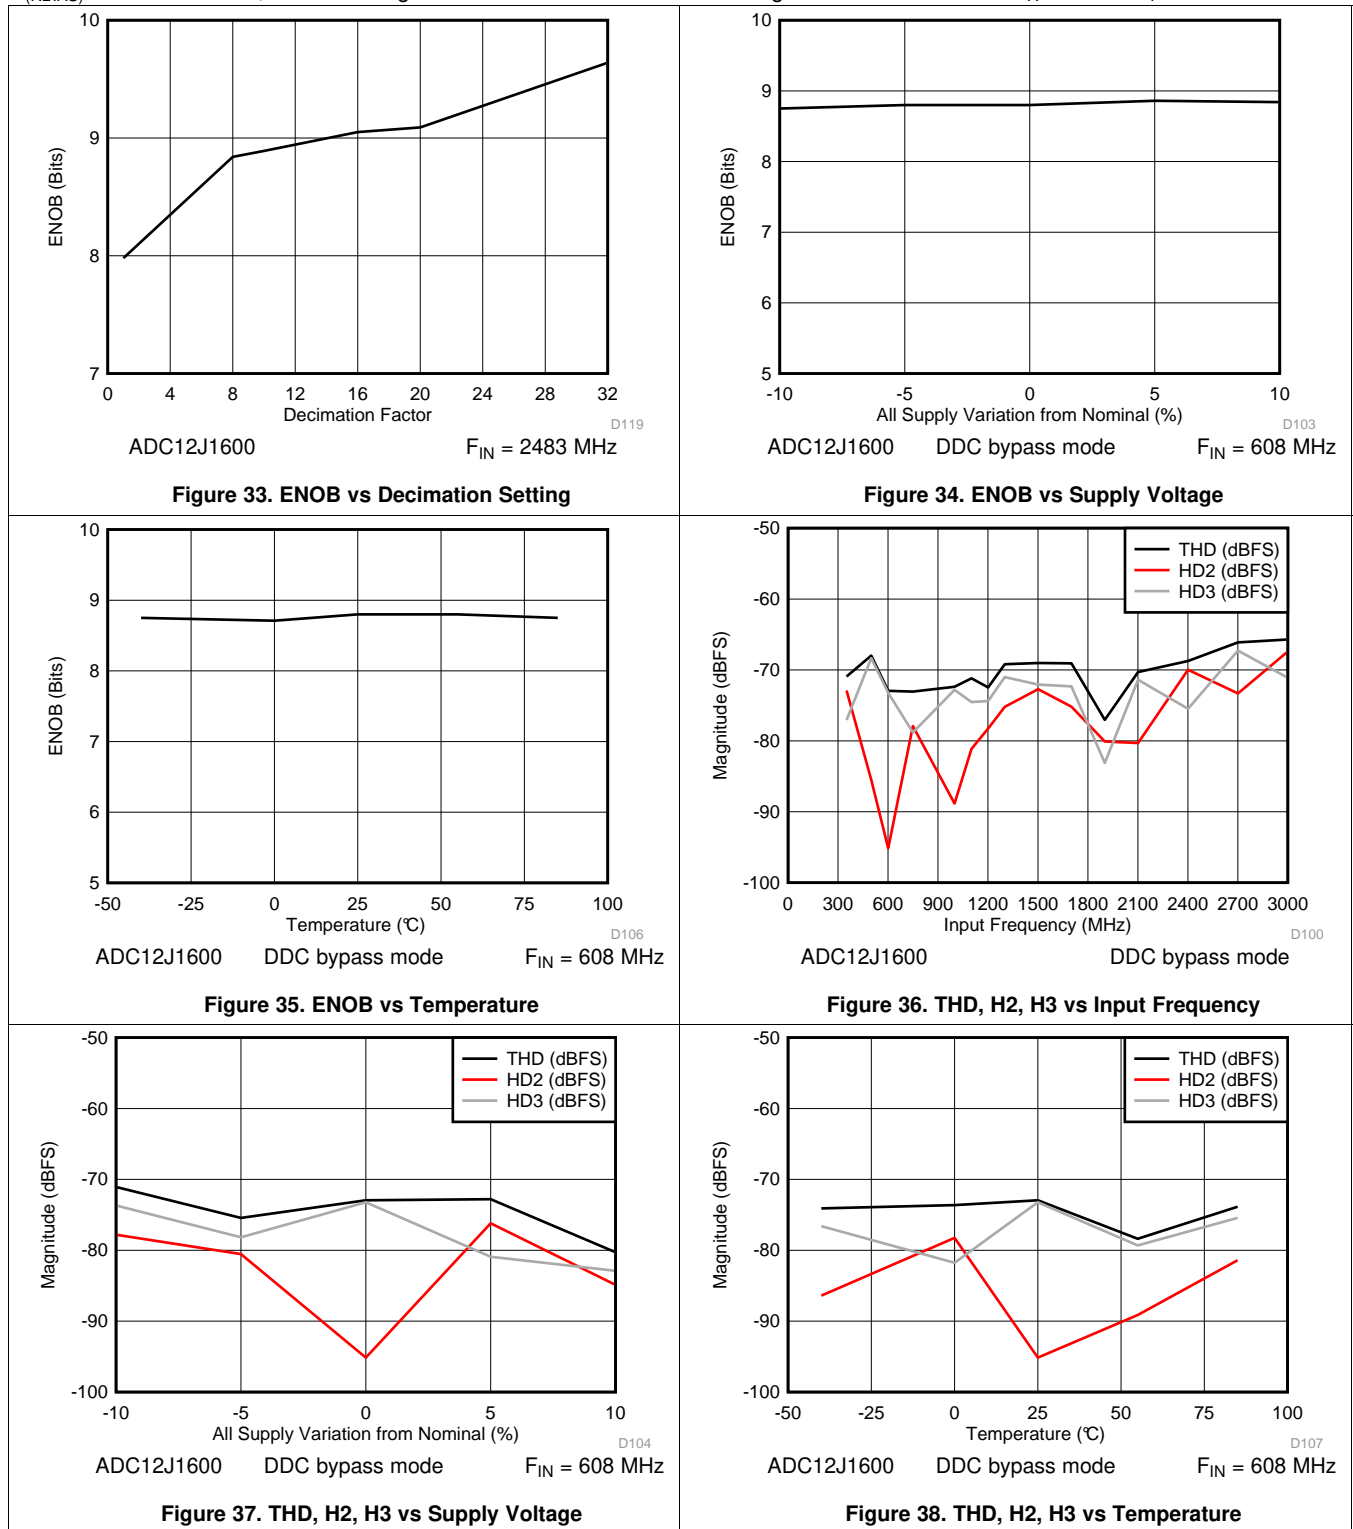 10
9
8
7
ENOB (Bits)
0 4 8 12 16 20 24 28 32
Decimation Factor
D119
ADC12J1600 F_IN = 2483 MHz
Figure 33. ENOB vs Decimation Setting
10
9
8
7
6
5
ENOB (Bits)
-10 -5 0 5 10
All Supply Variation from Nominal (%)
D103
ADC12J1600 DDC bypass mode F_IN = 608 MHz
Figure 34. ENOB vs Supply Voltage
10
9
8
7
6
5
ENOB (Bits)
-50 -25 0 25 50 75 100
Temperature (°C)
D106
ADC12J1600 DDC bypass mode F_IN = 608 MHz
Figure 35. ENOB vs Temperature
-50
-60
-70
-80
-90
-100
Magnitude (dBFS)
THD (dBFS)
HD2 (dBFS)
HD3 (dBFS)
0 300 600 900 1200 1500 1800 2100 2400 2700 3000
Input Frequency (MHz)
D100
ADC12J1600 DDC bypass mode
Figure 36. THD, H2, H3 vs Input Frequency
-50
-60
-70
-80
-90
-100
Magnitude (dBFS)
THD (dBFS)
HD2 (dBFS)
HD3 (dBFS)
-10 -5 0 5 10
All Supply Variation from Nominal (%)
D104
ADC12J1600 DDC bypass mode F_IN = 608 MHz
Figure 37. THD, H2, H3 vs Supply Voltage
-50
-60
-70
-80
-90
-100
Magnitude (dBFS)
THD (dBFS)
HD2 (dBFS)
HD3 (dBFS)
-50 -25 0 25 50 75 100
Temperature (°C)
D107
ADC12J1600 DDC bypass mode F_IN = 608 MHz
Figure 38. THD, H2, H3 vs Temperature